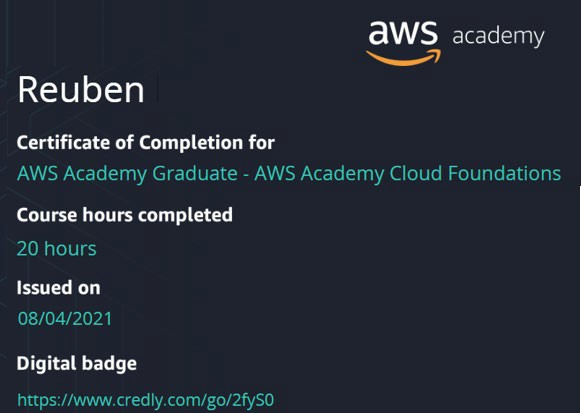 aws academy
Reuben
Certificate of Completion for
AWS Academy Graduate - AWS Academy Cloud Foundations
Course hours completed
20 hours
Issued on
08/04/2021
Digital badge
https://www.credly.com/go/2fyS0